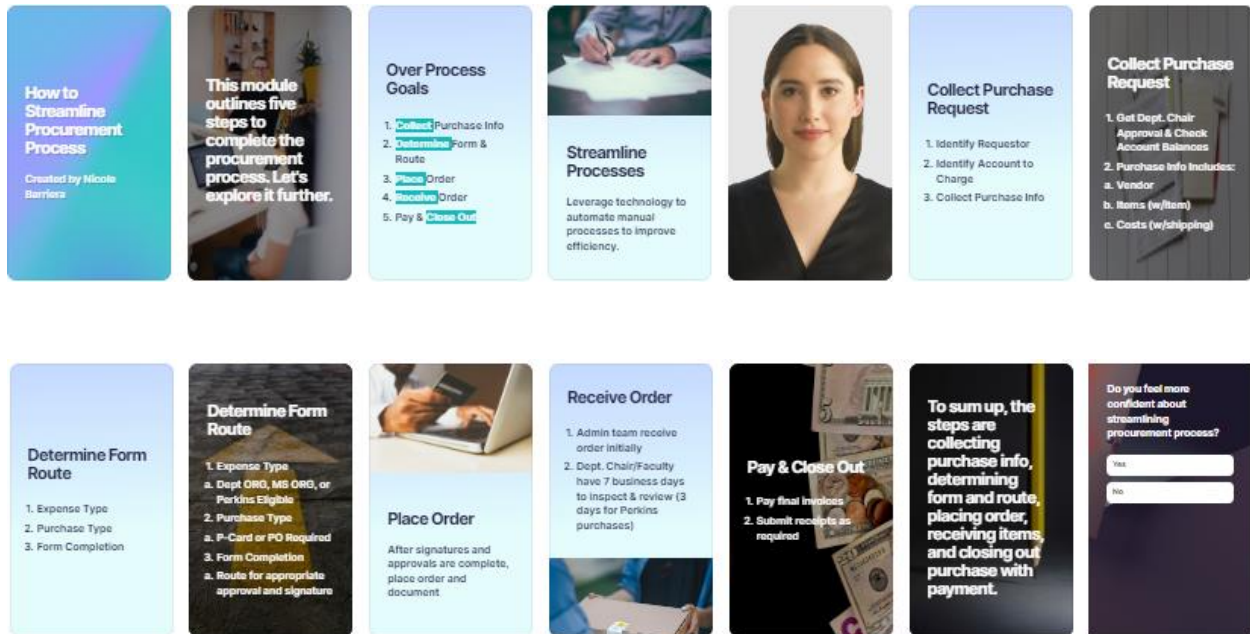 How to
Streamline
Procurement
Process
Created by Nicole
Barriera
This module
outlines five
steps to
complete the
procurement
process. Let's
explore it further.
Over Process
Goals
1. Collect Purchase Info
2. Determine Form &
Route
3. Place Order
4. Receive Order
5. Pay & Close Out
Streamline
Processes
Leverage technology to
automate manual
processes to improve
efficiency.
Collect Purchase
Request
1. Identify Requestor
2. Identify Account to
Charge
3. Collect Purchase Info
Collect Purchase
Request
1. Get Dept. Chair
Approval & Check
Account Balances
2. Purchase Info Includes:
a. Vendor
b. Items (w/item)
c. Costs (w/shipping)
Determine Form
Route
1. Expense Type
2. Purchase Type
3. Form Completion
Determine Form
Route
1. Expense Type
a. Dept ORG, MS ORG, or
Perkins Eligible
2. Purchase Type
a. P-Card or PO Required
3. Form Completion
a. Route for appropriate
approval and signature
Place Order
After signatures and
approvals are complete,
place order and
document
Receive Order
1. Admin team receive
order initially
2. Dept. Chair/Faculty
have 7 business days
to inspect & review (3
days for Perkins
purchases)
Pay & Close Out
1. Pay final invoices
2. Submit receipts as
required
To sum up, the
steps are
collecting
purchase info,
determining
form and route,
placing order,
receiving items,
and closing out
purchase with
payment.
Do you feel more
confident about
streamlining
procurement process?
Yes
No